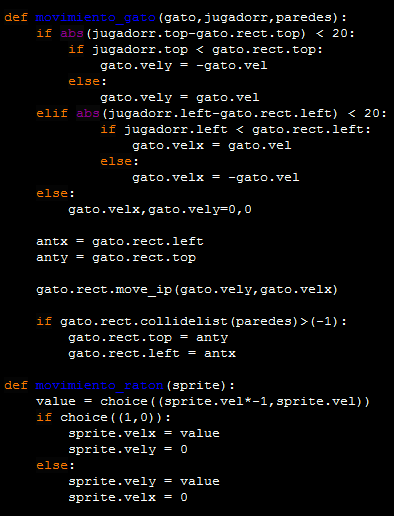 def movimiento_gato(gato,jugadorr,paredes):
    if abs(jugadorr.top-gato.rect.top) < 20:
        if jugadorr.top < gato.rect.top:
            gato.vely = -gato.vel
        else:
            gato.vely = gato.vel
    elif abs(jugadorr.left-gato.rect.left) < 20:
            if jugadorr.left < gato.rect.left:
                gato.velx = gato.vel
            else:
                gato.velx = -gato.vel
    else:
        gato.velx,gato.vely=0,0

    antx = gato.rect.left
    anty = gato.rect.top

    gato.rect.move_ip(gato.vely,gato.velx)

    if gato.rect.collidelist(paredes)>(-1):
        gato.rect.top = anty
        gato.rect.left = antx

def movimiento_raton(sprite):
    value = choice((sprite.vel*-1,sprite.vel))
    if choice((1,0)):
        sprite.velx = value
        sprite.vely = 0
    else:
        sprite.vely = value
        sprite.velx = 0